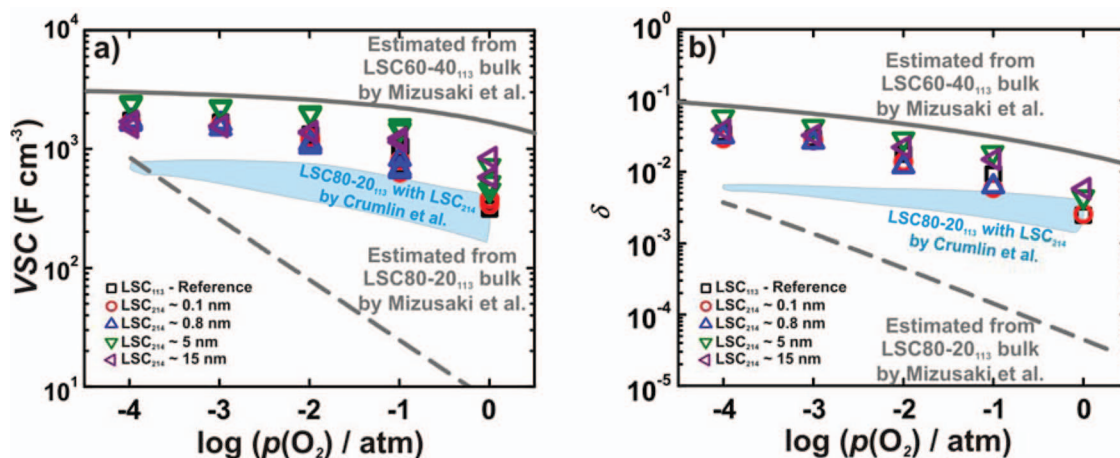 a)
10³
10³
10²
10¹
VSC (F cm⁻³)
Estimated from
LSC60-40₁₁₃ bulk
by Mizusaki et al.
LSC80-20₁₁₃ with LSC₂₁₄
by Crumlin et al.
Estimated from
LSC80-20₁₁₃ bulk
by Mizusaki et al.
LSC₁₁₃ - Reference
LSC₂₁₄ ~ 0.1 nm
LSC₂₁₄ ~ 0.8 nm
LSC₂₁₄ ~ 5 nm
LSC₂₁₄ ~ 15 nm
-4 -3 -2 -1 0
log (p(O₂) / atm)
b)
10⁰
10⁻¹
10⁻²
10⁻³
10⁻⁴
10⁻⁵
δ
Estimated from
LSC60-40₁₁₃ bulk
by Mizusaki et al.
LSC80-20₁₁₃ with LSC₂₁₄
by Crumlin et al.
Estimated from
LSC80-20₁₁₃ bulk
by Mizusaki et al.
LSC₁₁₃ - Reference
LSC₂₁₄ ~ 0.1 nm
LSC₂₁₄ ~ 0.8 nm
LSC₂₁₄ ~ 5 nm
LSC₂₁₄ ~ 15 nm
-4 -3 -2 -1 0
log (p(O₂) / atm)